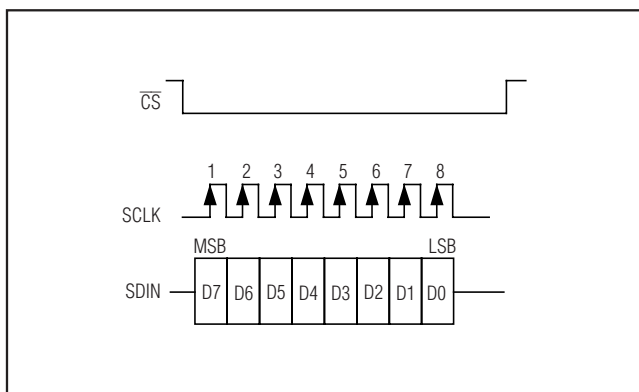 C̅S̅
1 2 3 4 5 6 7 8
SCLK
MSB LSB
SDIN D7 D6 D5 D4 D3 D2 D1 D0